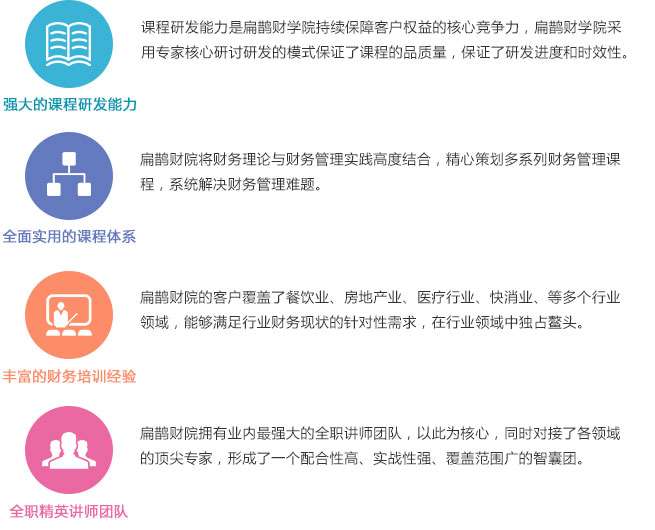 课程研发能力是扁鹊财学院持续保障客户权益的核心竞争力，扁鹊财学院采
用专家核心研讨研发的模式保证了课程的品质量，保证了研发进度和时效性。
强大的课程研发能力
扁鹊财院将财务理论与财务管理实践高度结合，精心策划多系列财务管理课
程，系统解决财务管理难题。
全面实用的课程体系
扁鹊财院的客户覆盖了餐饮业、房地产业、医疗行业、快消业、等多个行业
领域，能够满足行业财务现状的针对性需求，在行业领域中独占鳌头。
丰富的财务培训经验
扁鹊财院拥有业内最强大的全职讲师团队，以此为核心，同时对接了各领域
的顶尖专家，形成了一个配合性高、实战性强、覆盖范围广的智囊团。
全职精英讲师团队